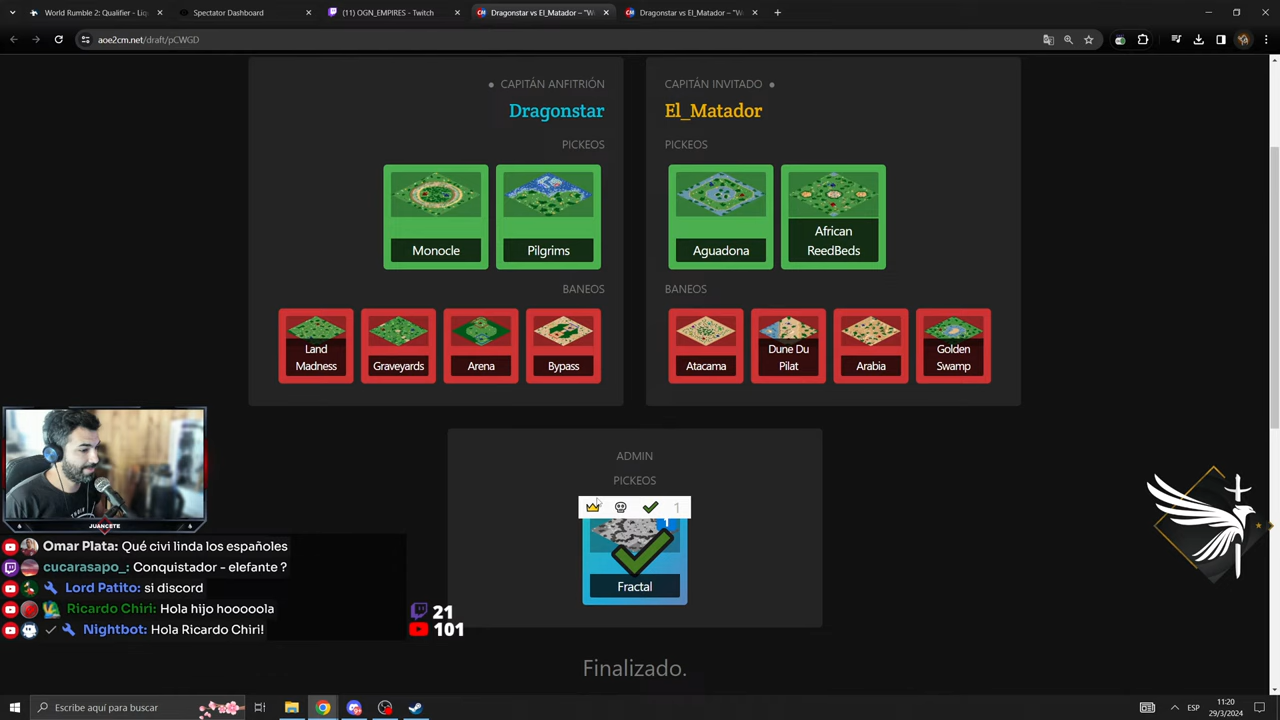 World Rumble 2: Qualifier - Liq
Spectator Dashboard
(11) OGN_EMPIRES - Twitch
Dragonstar vs El_Matador – "W
Dragonstar vs El_Matador – "W
aoe2cm.net/draft/pCWGD
CAPITÁN ANFITRIÓN
Dragonstar
PICKEOS
Monocle
Pilgrims
BANEOS
Land
Madness
Graveyards
Arena
Bypass
CAPITÁN INVITADO
El_Matador
PICKEOS
Aguadona
African
ReedBeds
BANEOS
Atacama
Dune Du
Pilat
Arabia
Golden
Swamp
ADMIN
PICKEOS
1
Fractal
Finalizado.
JUANCETE
Omar Plata: Qué civi linda los españoles
cucarasapo_: Conquistador - elefante ?
Lord Patito: si discord
Ricardo Chiri: Hola hijo hooooola
Nightbot: Hola Ricardo Chiri!
21
101
Escribe aquí para buscar
ESP
11:20
29/3/2024